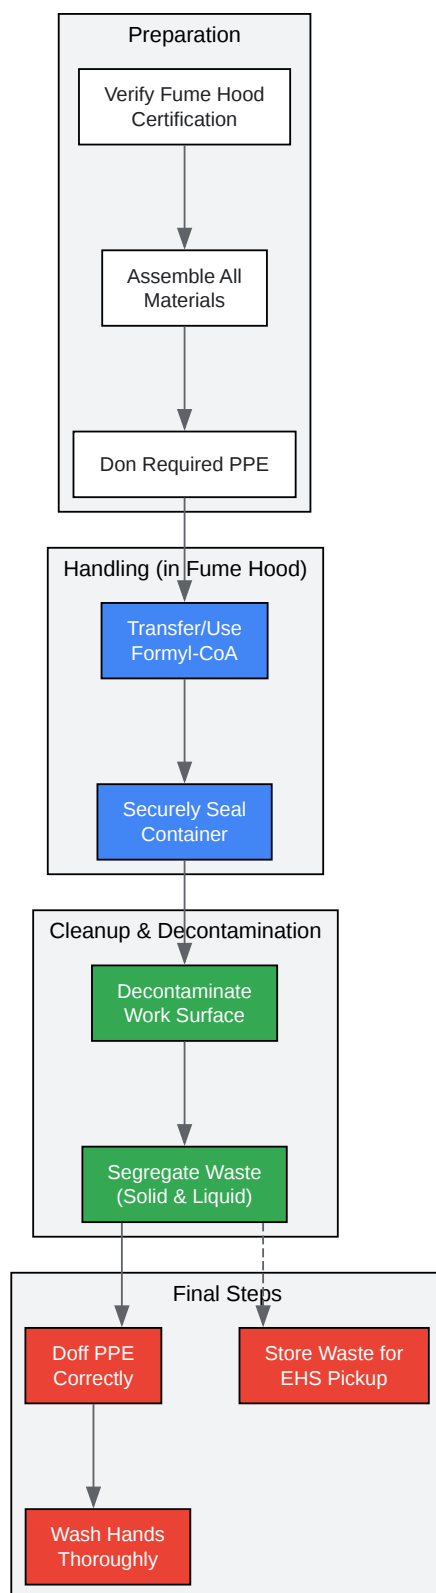 Preparation
Verify Fume Hood
Certification
Assemble All
Materials
Don Required PPE
Handling (in Fume Hood)
Transfer/Use
Formyl-CoA
Securely Seal
Container
Cleanup & Decontamination
Decontaminate
Work Surface
Segregate Waste
(Solid & Liquid)
Final Steps
Doff PPE
Correctly
Store Waste for
EHS Pickup
Wash Hands
Thoroughly